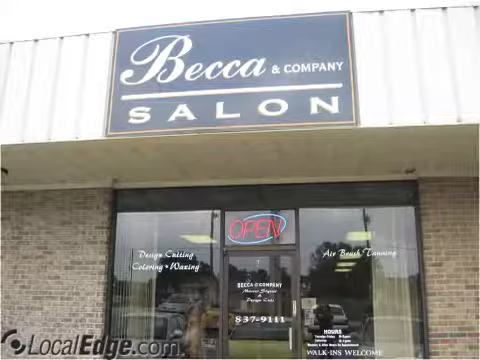 Becca & COMPANY
SALON
OPEN
Design Cutting
Coloring • Waxing
Air Brush Tanning
BECCA & COMPANY
837-9111
HOURS
WALK-INS WELCOME
LocalEdge.com